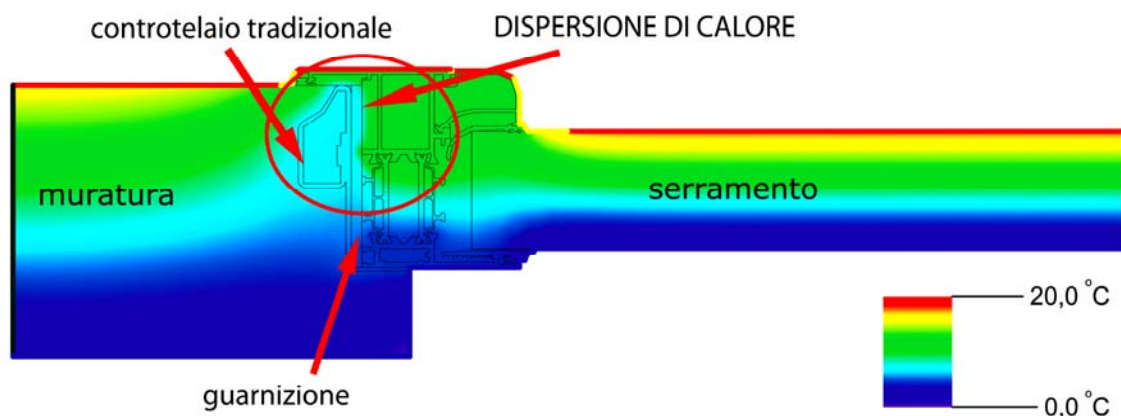 controtelaio tradizionale
DISPERSIONE DI CALORE
muratura
serramento
20,0 °C
guarnizione
0,0 °C